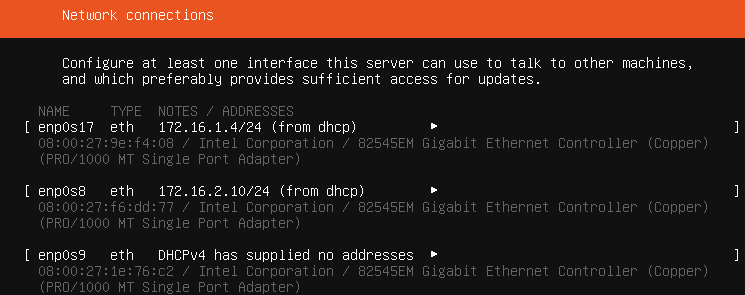 Network connections
Configure at least one interface this server can use to talk to other machines,
and which preferably provides sufficient access for updates.
NAME TYPE NOTES / ADDRESSES
[ enp0s17 eth 172.16.1.4/24 (from dhcp) ▸ ]
08:00:27:9e:f4:08 / Intel Corporation / 82545EM Gigabit Ethernet Controller (Copper)
(PRO/1000 MT Single Port Adapter)
[ enp0s8 eth 172.16.2.10/24 (from dhcp) ▸ ]
08:00:27:f6:dd:77 / Intel Corporation / 82545EM Gigabit Ethernet Controller (Copper)
(PRO/1000 MT Single Port Adapter)
[ enp0s9 eth DHCPv4 has supplied no addresses ▸ ]
08:00:27:1e:76:c2 / Intel Corporation / 82545EM Gigabit Ethernet Controller (Copper)
(PRO/1000 MT Single Port Adapter)